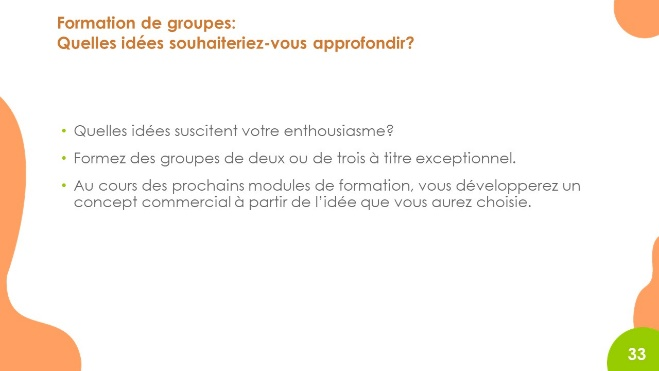 Formation de groupes:
Quelles idées souhaiteriez-vous approfondir?
• Quelles idées suscitent votre enthousiasme?
• Formez des groupes de deux ou de trois à titre exceptionnel.
• Au cours des prochains modules de formation, vous développerez un
concept commercial à partir de l’idée que vous aurez choisie.
33